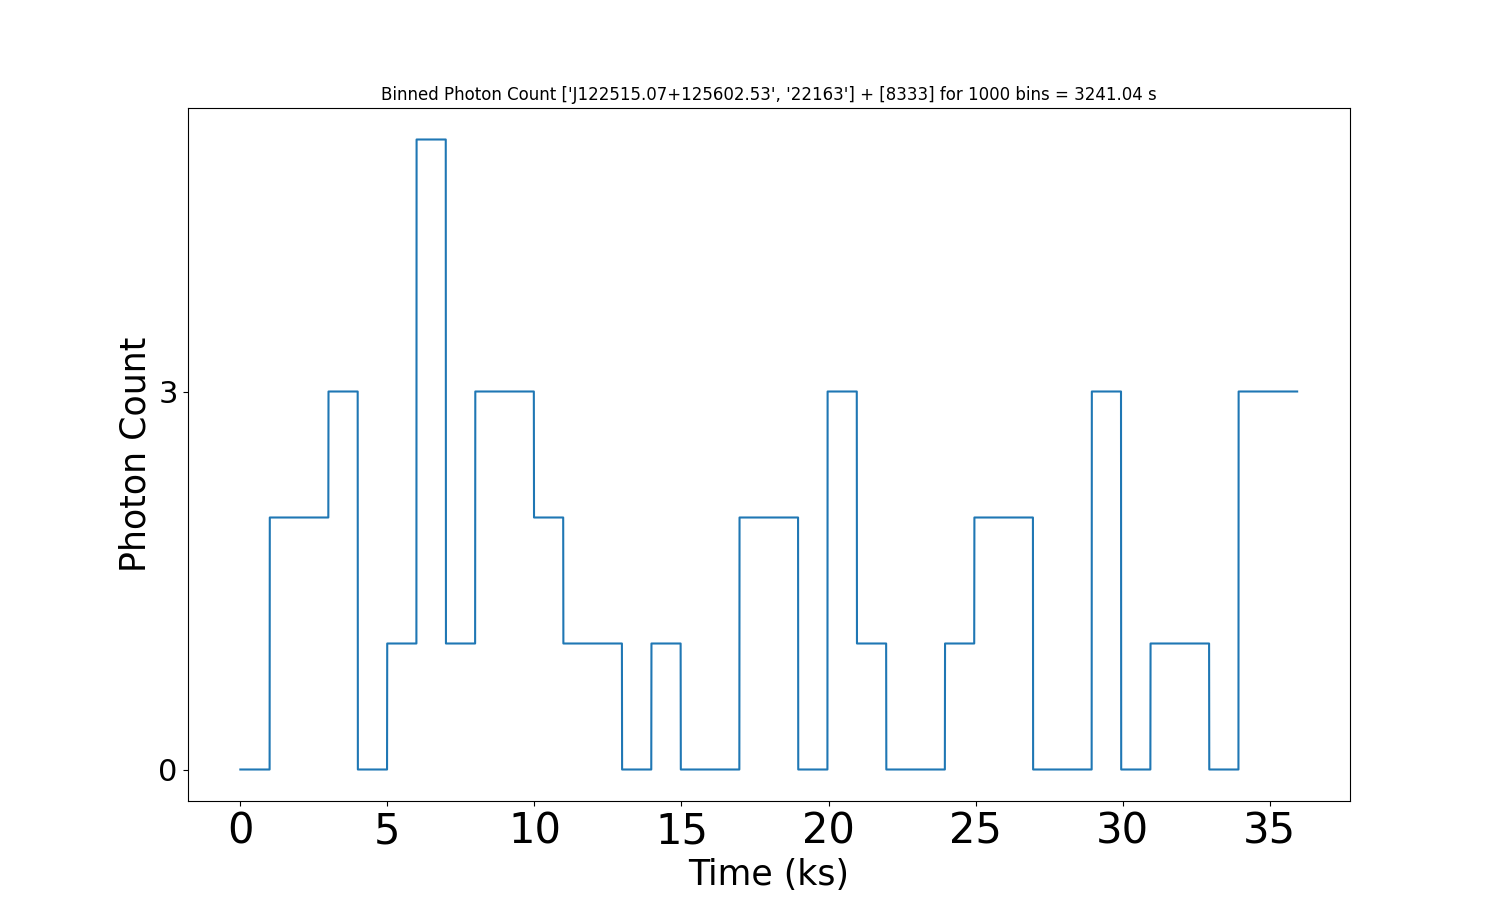 Binned Photon Count ['J122515.07+125602.53', '22163'] + [8333] for 1000 bins = 3241.04 s
Photon Count
3
0
0 5 10 15 20 25 30 35
Time (ks)